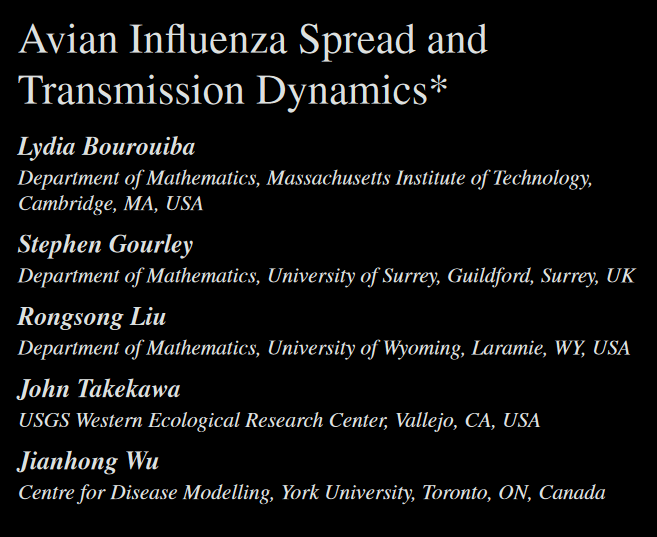 Avian Influenza Spread and
Transmission Dynamics*
Lydia Bourouiba
Department of Mathematics, Massachusetts Institute of Technology,
Cambridge, MA, USA
Stephen Gourley
Department of Mathematics, University of Surrey, Guildford, Surrey, UK
Rongsong Liu
Department of Mathematics, University of Wyoming, Laramie, WY, USA
John Takekawa
USGS Western Ecological Research Center, Vallejo, CA, USA
Jianhong Wu
Centre for Disease Modelling, York University, Toronto, ON, Canada